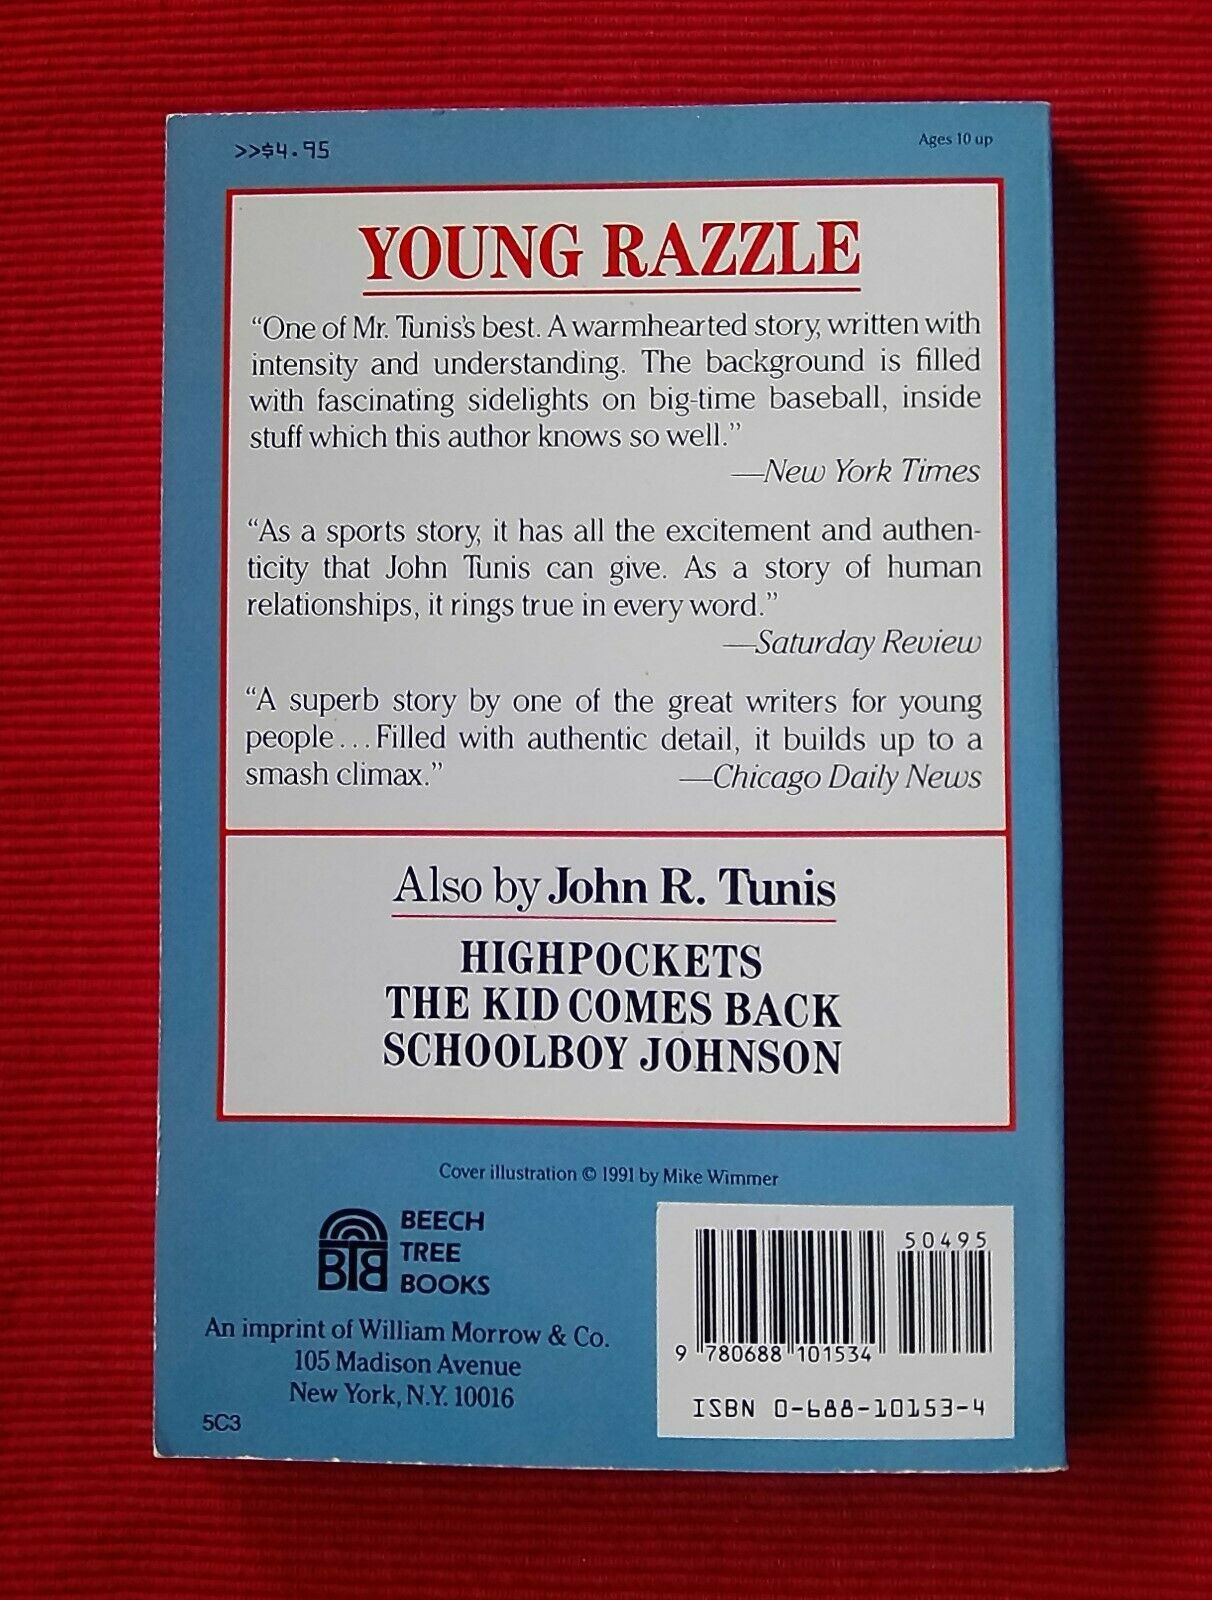 >>$4.95
Ages 10 up
YOUNG RAZZLE
“One of Mr. Tunis's best. A warmhearted story, written with
intensity and understanding. The background is filled
with fascinating sidelights on big-time baseball, inside
stuff which this author knows so well.”
—New York Times
“As a sports story, it has all the excitement and authen-
ticity that John Tunis can give. As a story of human
relationships, it rings true in every word.”
—Saturday Review
“A superb story by one of the great writers for young
people...Filled with authentic detail, it builds up to a
smash climax.” —Chicago Daily News
Also by John R. Tunis
HIGHPOCKETS
THE KID COMES BACK
SCHOOLBOY JOHNSON
Cover illustration © 1991 by Mike Wimmer
BTB
BEECH
TREE
BOOKS
An imprint of William Morrow & Co.
105 Madison Avenue
New York, N.Y. 10016
5C3
50495
9 780688 101534
ISBN 0-688-10153-4